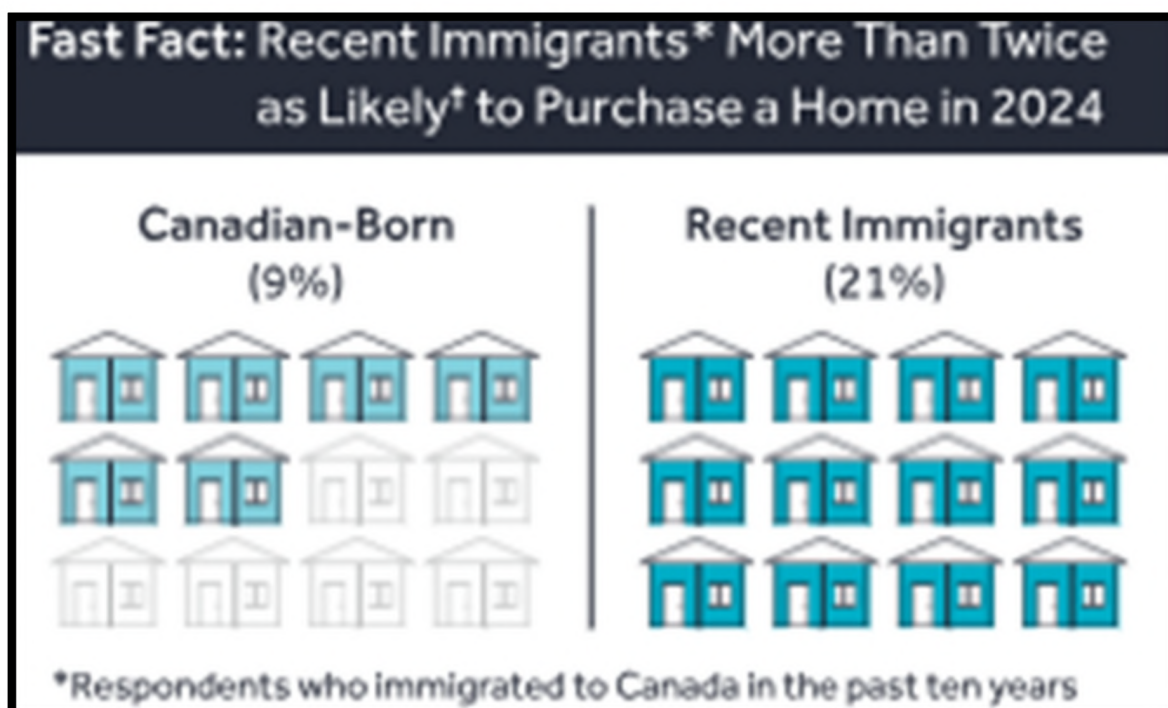 Fast Fact: Recent Immigrants* More Than Twice
as Likely† to Purchase a Home in 2024
Canadian-Born
(9%)
Recent Immigrants
(21%)
*Respondents who immigrated to Canada in the past ten years